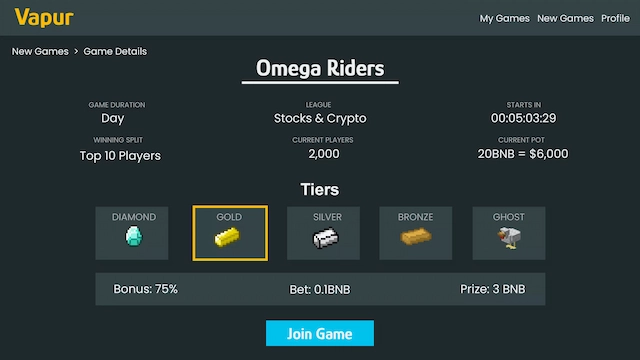 Vapur
My Games New Games Profile
New Games > Game Details
Omega Riders
GAME DURATION LEAGUE STARTS IN
Day Stocks & Crypto 00:05:03:29
WINNING SPLIT CURRENT PLAYERS CURRENT POT
Top 10 Players 2,000 20BNB = $6,000
Tiers
DIAMOND GOLD SILVER BRONZE GHOST
Bonus: 75% Bet: 0.1BNB Prize: 3 BNB
Join Game